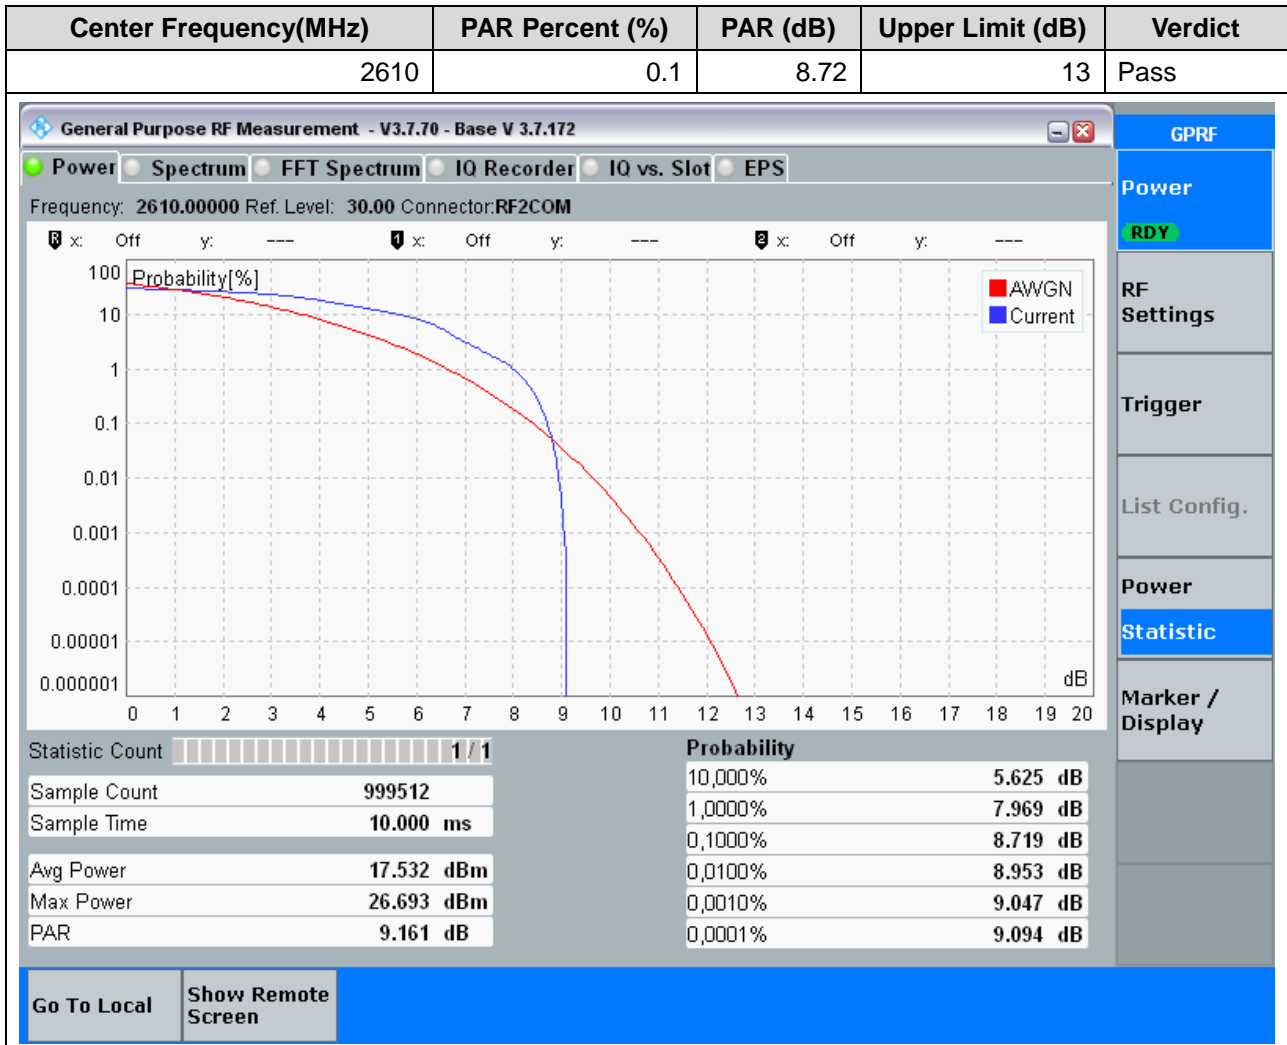 Center Frequency(MHz) PAR Percent (%) PAR (dB) Upper Limit (dB) Verdict
2610 0.1 8.72 13 Pass
General Purpose RF Measurement - V3.7.70 - Base V 3.7.172
GPRF
Power Spectrum FFT Spectrum IQ Recorder IQ vs. Slot EPS
Power
RDY
Frequency: 2610.00000 Ref. Level: 30.00 Connector:RF2COM
R x: Off y: --- 1 x: Off y: --- 2 x: Off y: ---
Probability[%]
AWGN
Current
100
10
1
0.1
0.01
0.001
0.0001
0.00001
0.000001
dB
0 1 2 3 4 5 6 7 8 9 10 11 12 13 14 15 16 17 18 19 20
RF
Settings
Trigger
List Config.
Power
Statistic
Marker /
Display
Statistic Count 1 / 1
Sample Count 999512
Sample Time 10.000 ms
Avg Power 17.532 dBm
Max Power 26.693 dBm
PAR 9.161 dB
Probability
10,000% 5.625 dB
1,0000% 7.969 dB
0,1000% 8.719 dB
0,0100% 8.953 dB
0,0010% 9.047 dB
0,0001% 9.094 dB
Go To Local
Show Remote
Screen